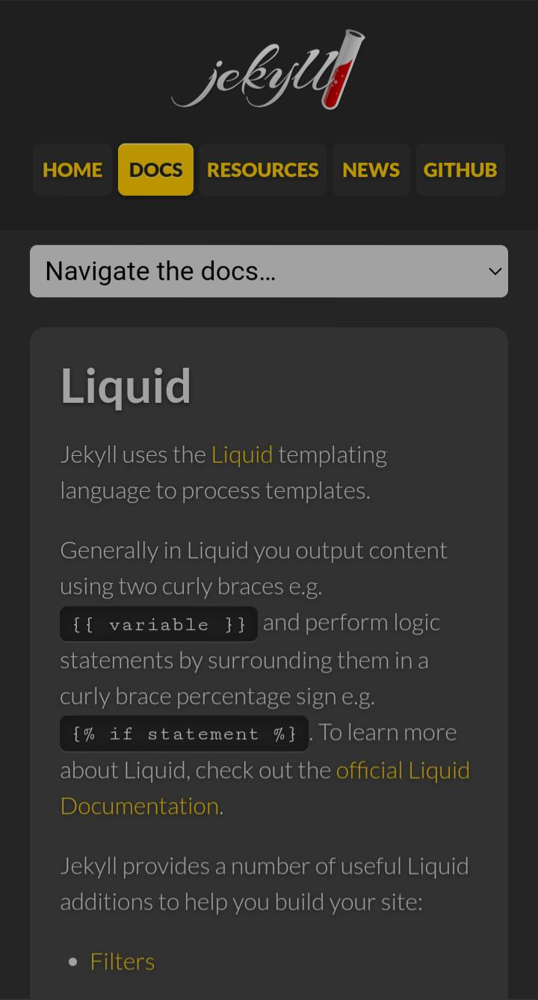 jekyll
HOME DOCS RESOURCES NEWS GITHUB
Navigate the docs…
Liquid
Jekyll uses the Liquid templating
language to process templates.
Generally in Liquid you output content
using two curly braces e.g.
{{ variable }} and perform logic
statements by surrounding them in a
curly brace percentage sign e.g.
{% if statement %}. To learn more
about Liquid, check out the official Liquid
Documentation.
Jekyll provides a number of useful Liquid
additions to help you build your site:
• Filters